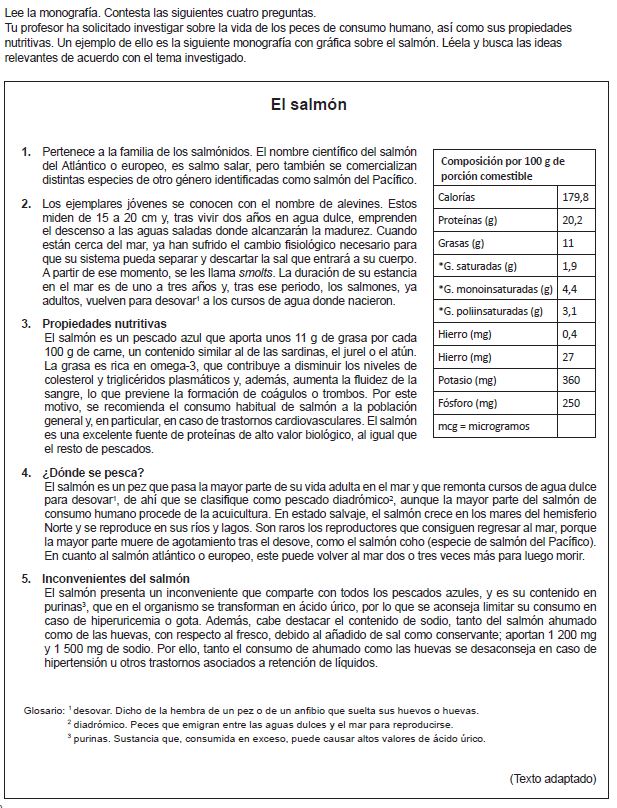 Lee la monografía. Contesta las siguientes cuatro preguntas.
Tu profesor ha solicitado investigar sobre la vida de los peces de consumo humano, así como sus propiedades
nutritivas. Un ejemplo de ello es la siguiente monografía con gráfica sobre el salmón. Léela y busca las ideas
relevantes de acuerdo con el tema investigado.
El salmón
1. Pertenece a la familia de los salmónidos. El nombre científico del salmón
del Atlántico o europeo, es salmo salar, pero también se comercializan
distintas especies de otro género identificadas como salmón del Pacífico.
2. Los ejemplares jóvenes se conocen con el nombre de alevines. Estos
miden de 15 a 20 cm y, tras vivir dos años en agua dulce, emprenden
el descenso a las aguas saladas donde alcanzarán la madurez. Cuando
están cerca del mar, ya han sufrido el cambio fisiológico necesario para
que su sistema pueda separar y descartar la sal que entrará a su cuerpo.
A partir de ese momento, se les llama smolts. La duración de su estancia
en el mar es de uno a tres años y, tras ese periodo, los salmones, ya
adultos, vuelven para desovar¹ a los cursos de agua donde nacieron.
3. Propiedades nutritivas
El salmón es un pescado azul que aporta unos 11 g de grasa por cada
100 g de carne, un contenido similar al de las sardinas, el jurel o el atún.
La grasa es rica en omega-3, que contribuye a disminuir los niveles de
colesterol y triglicéridos plasmáticos y, además, aumenta la fluidez de la
sangre, lo que previene la formación de coágulos o trombos. Por este
motivo, se recomienda el consumo habitual de salmón a la población
general y, en particular, en caso de trastornos cardiovasculares. El salmón
es una excelente fuente de proteínas de alto valor biológico, al igual que
el resto de pescados.
Composición por 100 g de
porción comestible
Calorías 179,8
Proteínas (g) 20,2
Grasas (g) 11
*G. saturadas (g) 1,9
*G. monoinsaturadas (g) 4,4
*G. poliinsaturadas (g) 3,1
Hierro (mg) 0,4
Hierro (mg) 27
Potasio (mg) 360
Fósforo (mg) 250
mcg = microgramos
4. ¿Dónde se pesca?
El salmón es un pez que pasa la mayor parte de su vida adulta en el mar y que remonta cursos de agua dulce
para desovar¹, de ahí que se clasifique como pescado diadrómico², aunque la mayor parte del salmón de
consumo humano procede de la acuicultura. En estado salvaje, el salmón crece en los mares del hemisferio
Norte y se reproduce en sus ríos y lagos. Son raros los reproductores que consiguen regresar al mar, porque
la mayor parte muere de agotamiento tras el desove, como el salmón coho (especie de salmón del Pacífico).
En cuanto al salmón atlántico o europeo, este puede volver al mar dos o tres veces más para luego morir.
5. Inconvenientes del salmón
El salmón presenta un inconveniente que comparte con todos los pescados azules, y es su contenido en
purinas³, que en el organismo se transforman en ácido úrico, por lo que se aconseja limitar su consumo en
caso de hiperuricemia o gota. Además, cabe destacar el contenido de sodio, tanto del salmón ahumado
como de las huevas, con respecto al fresco, debido al añadido de sal como conservante; aportan 1 200 mg
y 1 500 mg de sodio. Por ello, tanto el consumo de ahumado como las huevas se desaconseja en caso de
hipertensión u otros trastornos asociados a retención de líquidos.
Glosario: ¹ desovar. Dicho de la hembra de un pez o de un anfibio que suelta sus huevos o huevas.
² diadrómico. Peces que emigran entre las aguas dulces y el mar para reproducirse.
³ purinas. Sustancia que, consumida en exceso, puede causar altos valores de ácido úrico.
(Texto adaptado)